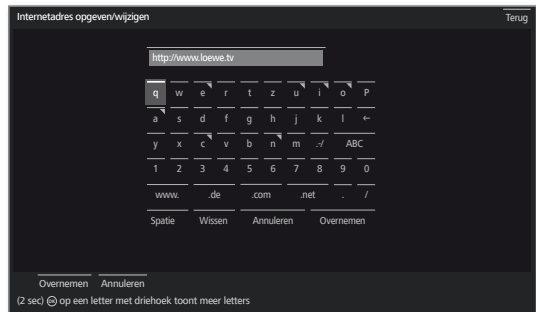 Internetadres opgeven/wijzigen Terug
http://www.loewe.tv
q w e r t z u i o P
a s d f g h j k l ←
y x c v b n m .-/ ABC
1 2 3 4 5 6 7 8 9 0
www. .de .com .net . /
Spatie Wissen Annuleren Overnemen
Overnemen Annuleren
(2 sec) OK op een letter met driehoek toont meer letters